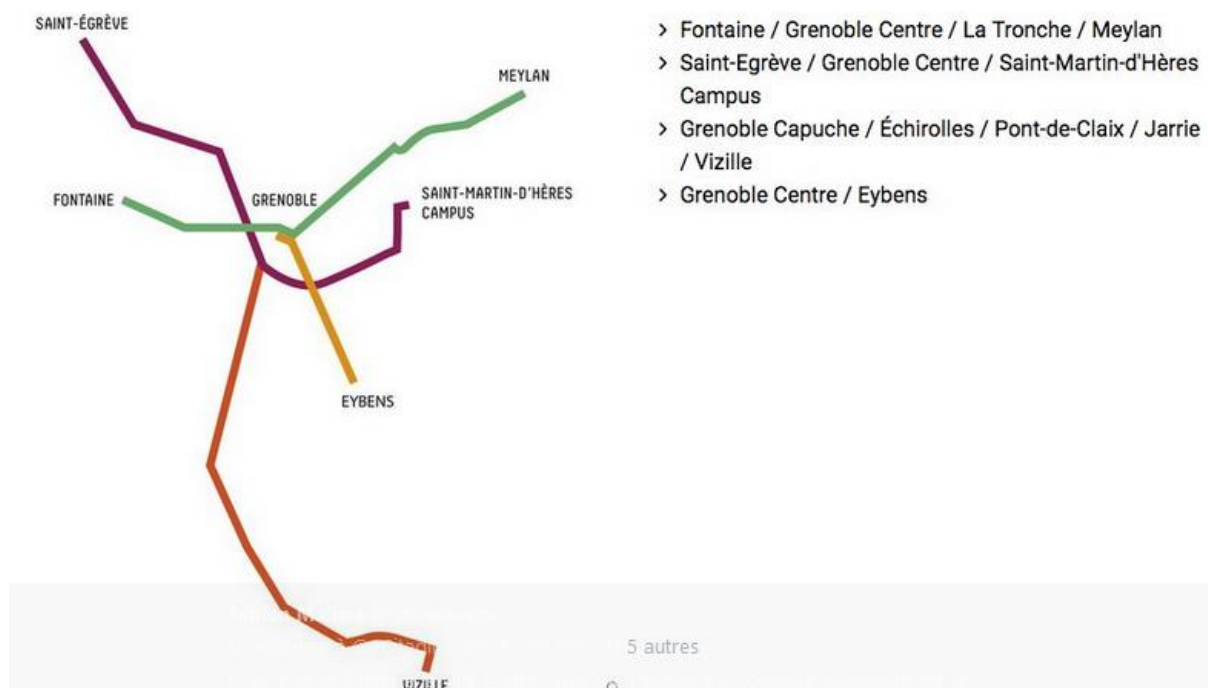 SAINT-ÉGRÈVE
MEYLAN
FONTAINE
GRENOBLE
SAINT-MARTIN-D'HÈRES
CAMPUS
EYBENS
VIZILLE
> Fontaine / Grenoble Centre / La Tronche / Meylan
> Saint-Egrève / Grenoble Centre / Saint-Martin-d'Hères
Campus
> Grenoble Capuche / Échirolles / Pont-de-Claix / Jarrie
/ Vizille
> Grenoble Centre / Eybens
5 autres